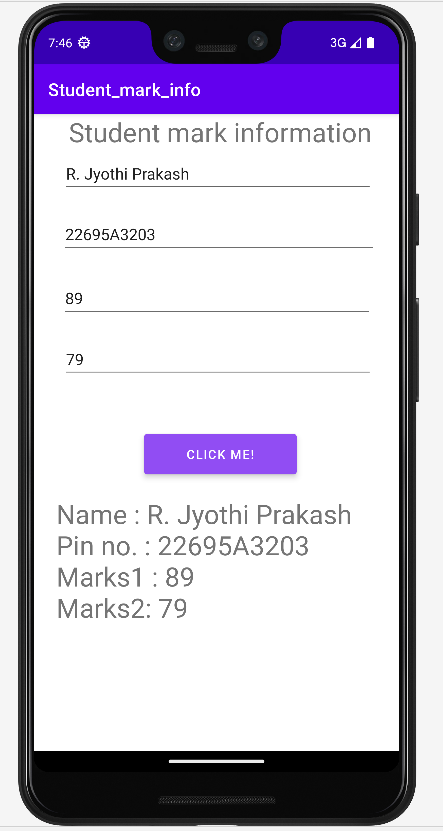 7:46 3G
Student_mark_info
Student mark information
R. Jyothi Prakash
22695A3203
89
79
CLICK ME!
Name : R. Jyothi Prakash
Pin no. : 22695A3203
Marks1 : 89
Marks2: 79